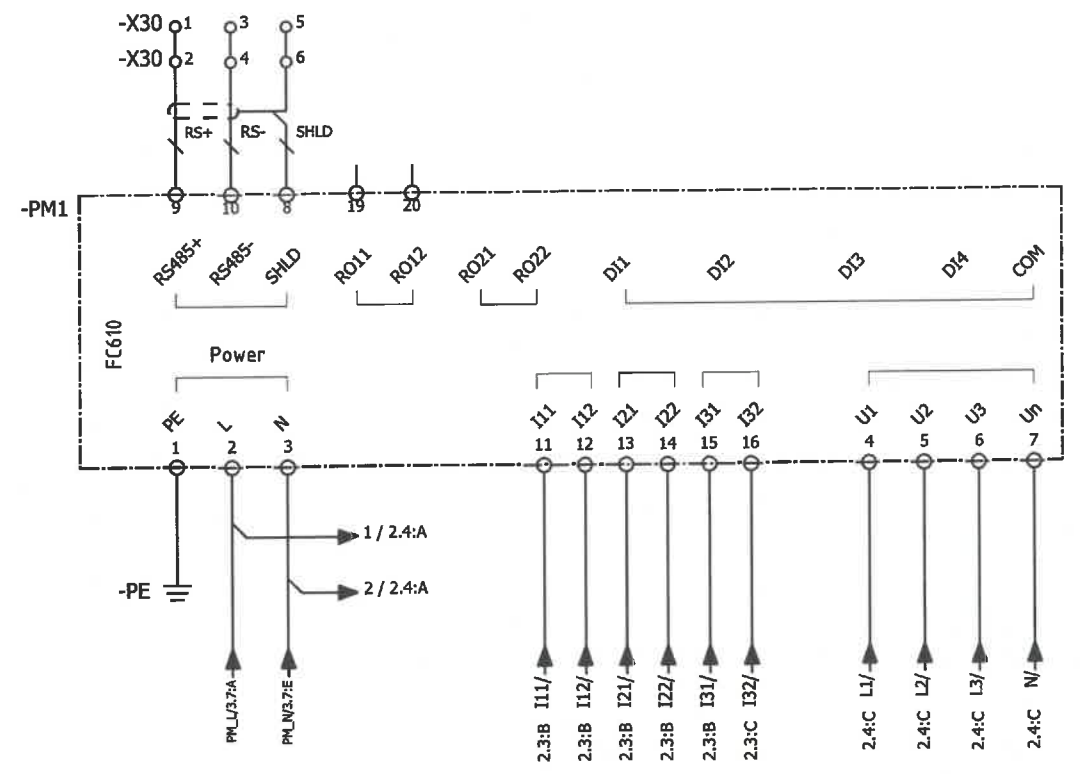 -X30 1 3 5
-X30 2 4 6
RS+ RS- SHLD
-PM1
9 10 8 19 20
RS485+ RS485- SHLD RO11 RO12 RO21 RO22 DI1 DI2 DI3 DI4 COM
FC610
Power
PE L N I11 I12 I21 I22 I31 I32 U1 U2 U3 Un
1 2 3 11 12 13 14 15 16 4 5 6 7
1 / 2.4:A
-PE
2 / 2.4:A
PM_L/3.7:A PM_N/3.7:E
I11/- I12/- I21/- I22/- I31/- I32/- L1/- L2/- L3/- N/-
2.3:B 2.3:B 2.3:B 2.3:B 2.3:B 2.3:C 2.4:C 2.4:C 2.4:C 2.4:C